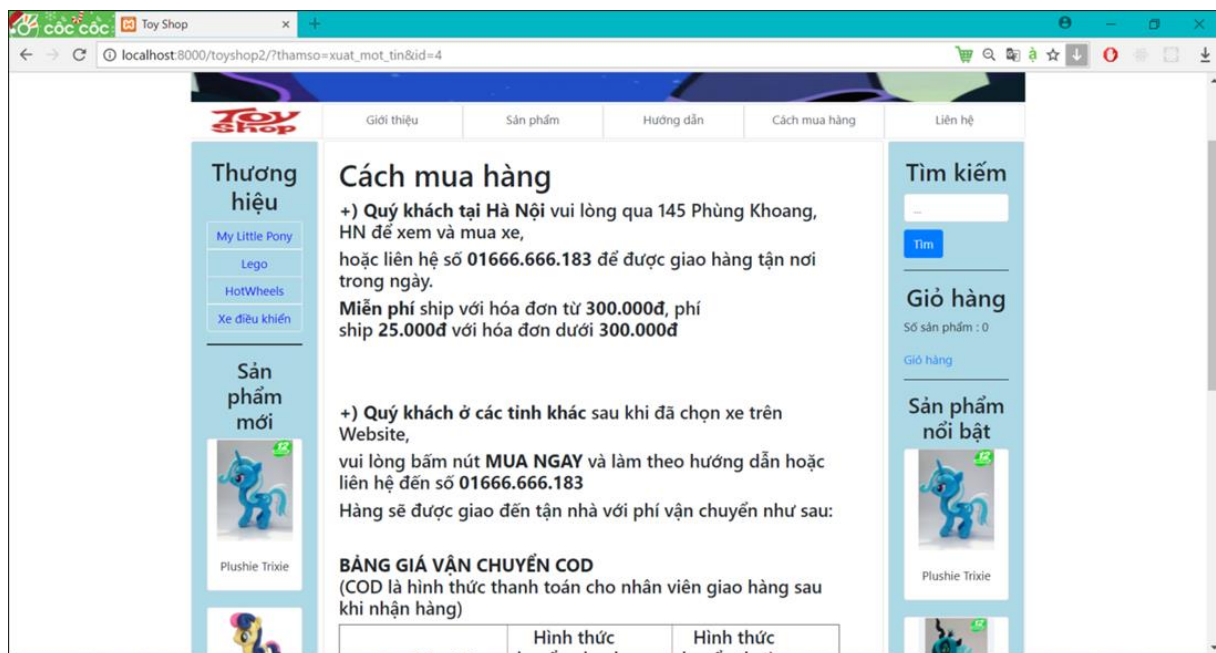 cốc cốc
Toy Shop
localhost:8000/toyshop2/?thamso=xuat_mot_tin&id=4
Toy
Shop
Giới thiệu
Sản phẩm
Hướng dẫn
Cách mua hàng
Liên hệ
Thương
hiệu
My Little Pony
Lego
HotWheels
Xe điều khiển
Sản
phẩm
mới
Plushie Trixie
Cách mua hàng
+) Quý khách tại Hà Nội vui lòng qua 145 Phùng Khoang,
HN để xem và mua xe,
hoặc liên hệ số 01666.666.183 để được giao hàng tận nơi
trong ngày.
Miễn phí ship với hóa đơn từ 300.000đ, phí
ship 25.000đ với hóa đơn dưới 300.000đ
+) Quý khách ở các tỉnh khác sau khi đã chọn xe trên
Website,
vui lòng bấm nút MUA NGAY và làm theo hướng dẫn hoặc
liên hệ đến số 01666.666.183
Hàng sẽ được giao đến tận nhà với phí vận chuyển như sau:
BẢNG GIÁ VẬN CHUYỂN COD
(COD là hình thức thanh toán cho nhân viên giao hàng sau
khi nhận hàng)
Hình thức
Hình thức
Tìm kiếm
...
Tìm
Giỏ hàng
Số sản phẩm : 0
Giỏ hàng
Sản phẩm
nổi bật
Plushie Trixie